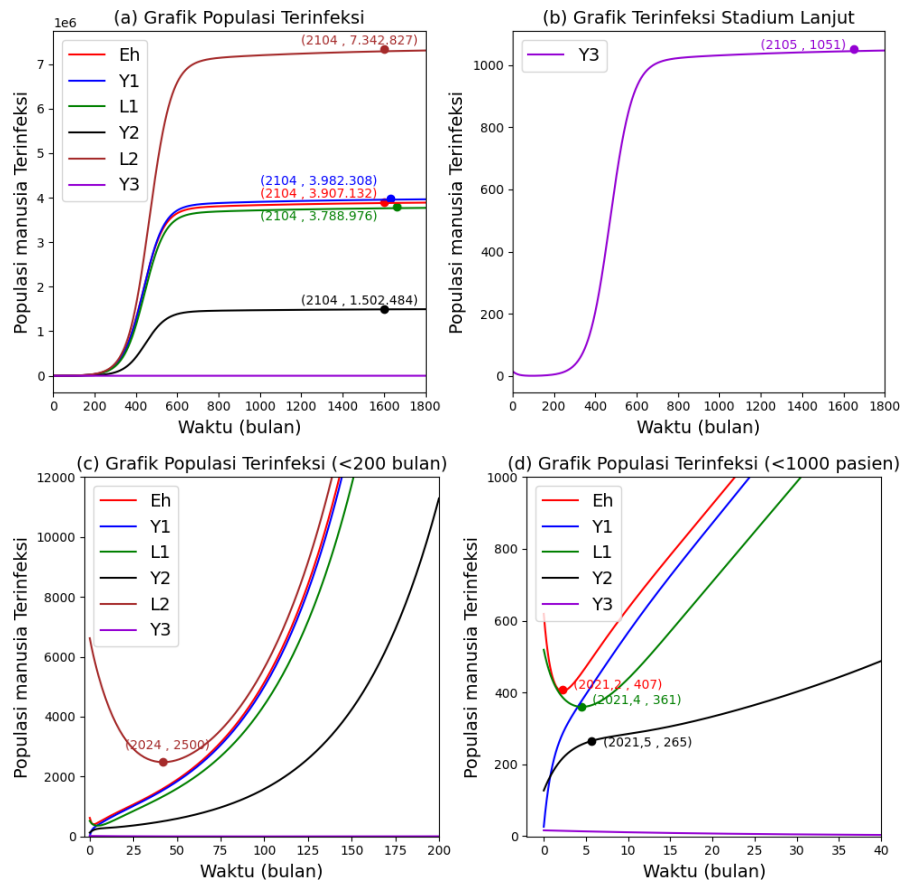 (a) Grafik Populasi Terinfeksi
1e6
Populasi manusia Terinfeksi
7
6
5
4
3
2
1
0
Eh
Y1
L1
Y2
L2
Y3
(2104 , 7.342.827)
(2104 , 3.982.308)
(2104 , 3.907.132)
(2104 , 3.788.976)
(2104 , 1.502.484)
0 200 400 600 800 1000 1200 1400 1600 1800
Waktu (bulan)
(b) Grafik Terinfeksi Stadium Lanjut
Populasi manusia Terinfeksi
1000
800
600
400
200
0
Y3
(2105 , 1051)
0 200 400 600 800 1000 1200 1400 1600 1800
Waktu (bulan)
(c) Grafik Populasi Terinfeksi (<200 bulan)
Populasi manusia Terinfeksi
12000
10000
8000
6000
4000
2000
0
Eh
Y1
L1
Y2
L2
Y3
(2024 , 2500)
0 25 50 75 100 125 150 175 200
Waktu (bulan)
(d) Grafik Populasi Terinfeksi (<1000 pasien)
Populasi manusia Terinfeksi
1000
800
600
400
200
0
Eh
Y1
L1
Y2
Y3
(2021,2 , 407)
(2021,4 , 361)
(2021,5 , 265)
0 5 10 15 20 25 30 35 40
Waktu (bulan)